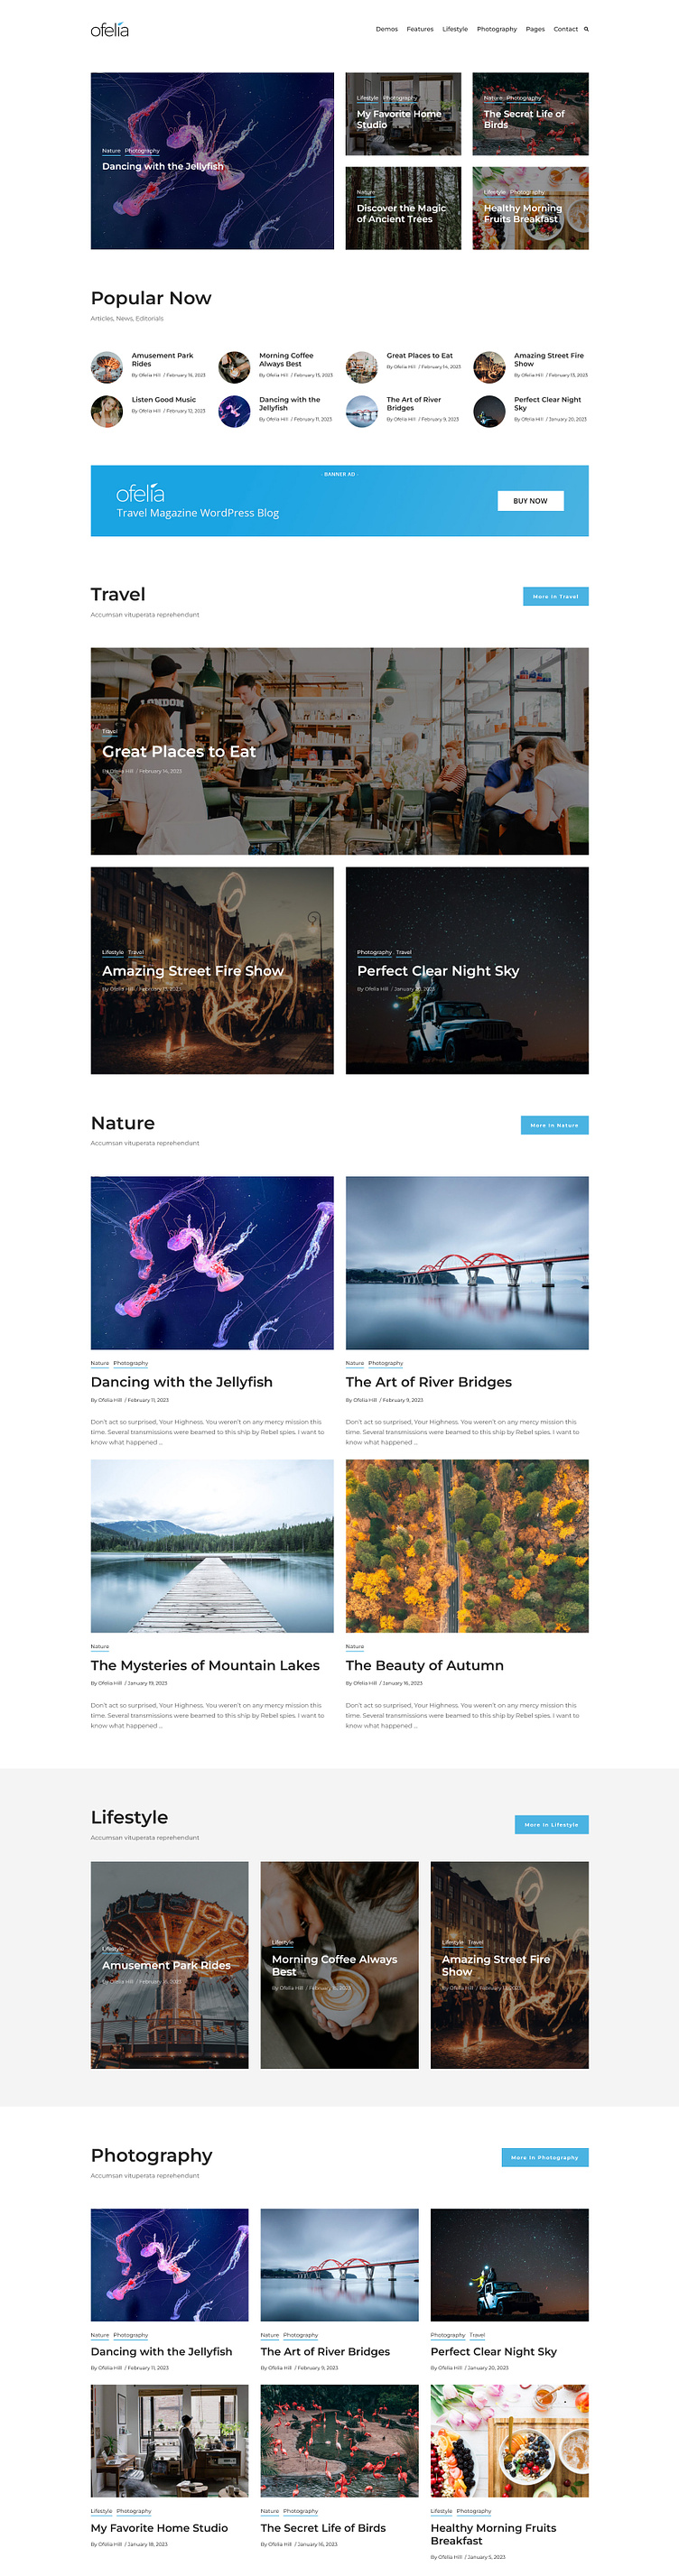 ofelia
Demos Features Lifestyle Photography Pages Contact
Nature Photography
Dancing with the Jellyfish
Lifestyle Photography
My Favorite Home
Studio
Nature Photography
The Secret Life of
Birds
Nature
Discover the Magic
of Ancient Trees
Lifestyle Photography
Healthy Morning
Fruits Breakfast
Popular Now
Articles, News, Editorials
Amusement Park
Rides
By Ofelia Hill / February 16, 2023
Morning Coffee
Always Best
By Ofelia Hill / February 15, 2023
Great Places to Eat
By Ofelia Hill / February 14, 2023
Amazing Street Fire
Show
By Ofelia Hill / February 13, 2023
Listen Good Music
By Ofelia Hill / February 12, 2023
Dancing with the
Jellyfish
By Ofelia Hill / February 11, 2023
The Art of River
Bridges
By Ofelia Hill / February 9, 2023
Perfect Clear Night
Sky
By Ofelia Hill / January 20, 2023
- BANNER AD -
ofelia
Travel Magazine WordPress Blog
BUY NOW
Travel
Accumsan vituperata reprehendunt
More In Travel
LONDON
Travel
Great Places to Eat
By Ofelia Hill / February 14, 2023
Lifestyle Travel
Amazing Street Fire Show
By Ofelia Hill / February 13, 2023
Photography Travel
Perfect Clear Night Sky
By Ofelia Hill / January 20, 2023
Nature
Accumsan vituperata reprehendunt
More In Nature
Nature Photography
Dancing with the Jellyfish
By Ofelia Hill / February 11, 2023
Don't act so surprised, Your Highness. You weren't on any mercy mission this
time. Several transmissions were beamed to this ship by Rebel spies. I want to
know what happened ...
Nature Photography
The Art of River Bridges
By Ofelia Hill / February 9, 2023
Don't act so surprised, Your Highness. You weren't on any mercy mission this
time. Several transmissions were beamed to this ship by Rebel spies. I want to
know what happened ...
Nature
The Mysteries of Mountain Lakes
By Ofelia Hill / January 19, 2023
Don't act so surprised, Your Highness. You weren't on any mercy mission this
time. Several transmissions were beamed to this ship by Rebel spies. I want to
know what happened ...
Nature
The Beauty of Autumn
By Ofelia Hill / January 16, 2023
Don't act so surprised, Your Highness. You weren't on any mercy mission this
time. Several transmissions were beamed to this ship by Rebel spies. I want to
know what happened ...
Lifestyle
Accumsan vituperata reprehendunt
More In Lifestyle
Lifestyle
Amusement Park Rides
By Ofelia Hill / February 16, 2023
Lifestyle
Morning Coffee Always
Best
By Ofelia Hill / February 15, 2023
Lifestyle Travel
Amazing Street Fire
Show
By Ofelia Hill / February 13, 2023
Photography
Accumsan vituperata reprehendunt
More In Photography
Nature Photography
Dancing with the Jellyfish
By Ofelia Hill / February 11, 2023
Nature Photography
The Art of River Bridges
By Ofelia Hill / February 9, 2023
Photography Travel
Perfect Clear Night Sky
By Ofelia Hill / January 20, 2023
Lifestyle Photography
My Favorite Home Studio
By Ofelia Hill / January 18, 2023
Nature Photography
The Secret Life of Birds
By Ofelia Hill / January 16, 2023
Lifestyle Photography
Healthy Morning Fruits
Breakfast
By Ofelia Hill / January 5, 2023